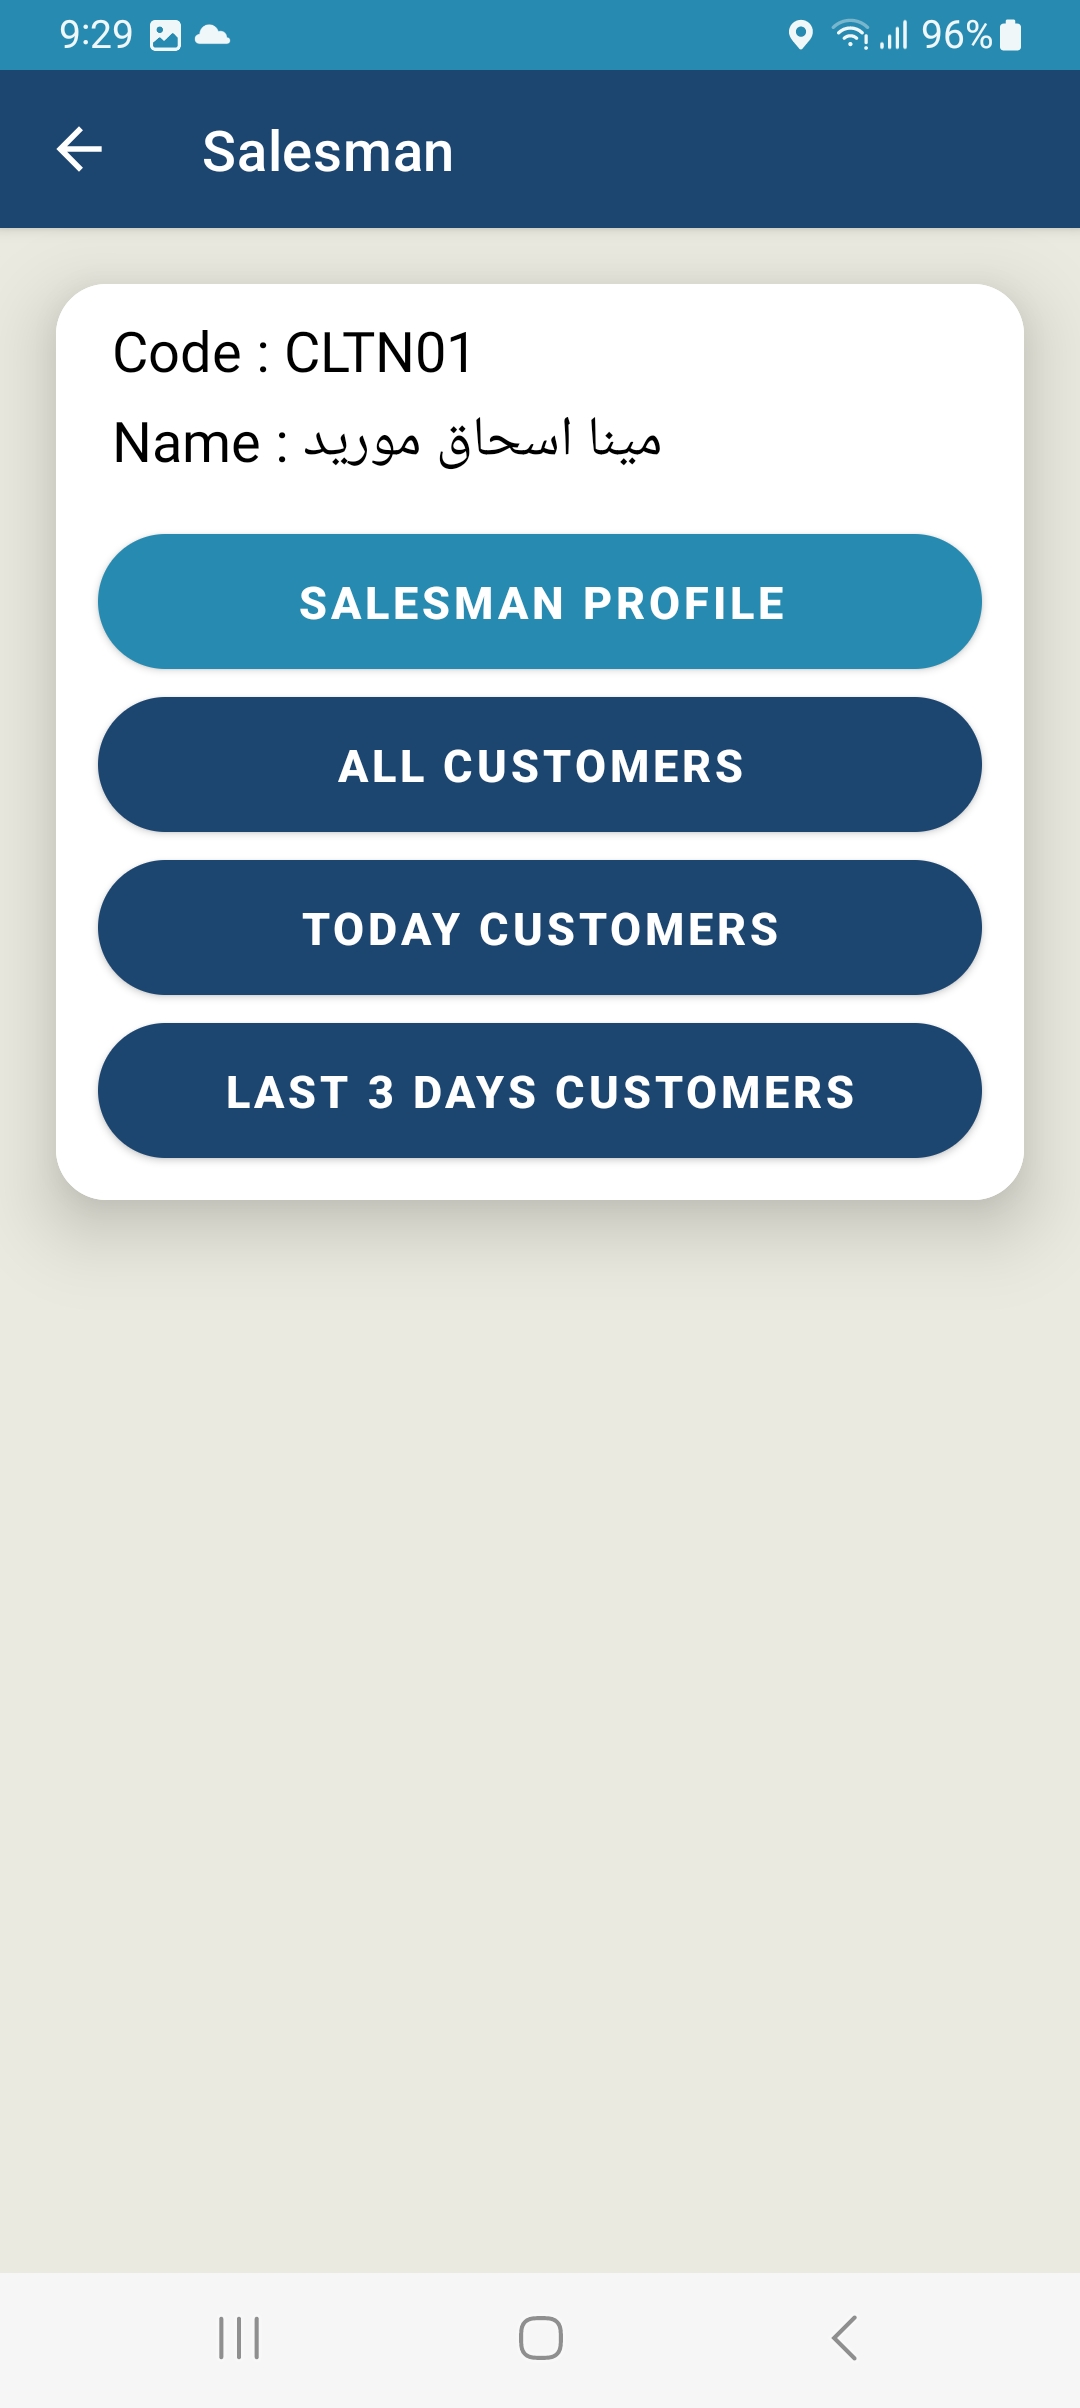 9:29 96%
Salesman
Code : CLTN01
Name : مينا اسحاق موريد
SALESMAN PROFILE
ALL CUSTOMERS
TODAY CUSTOMERS
LAST 3 DAYS CUSTOMERS